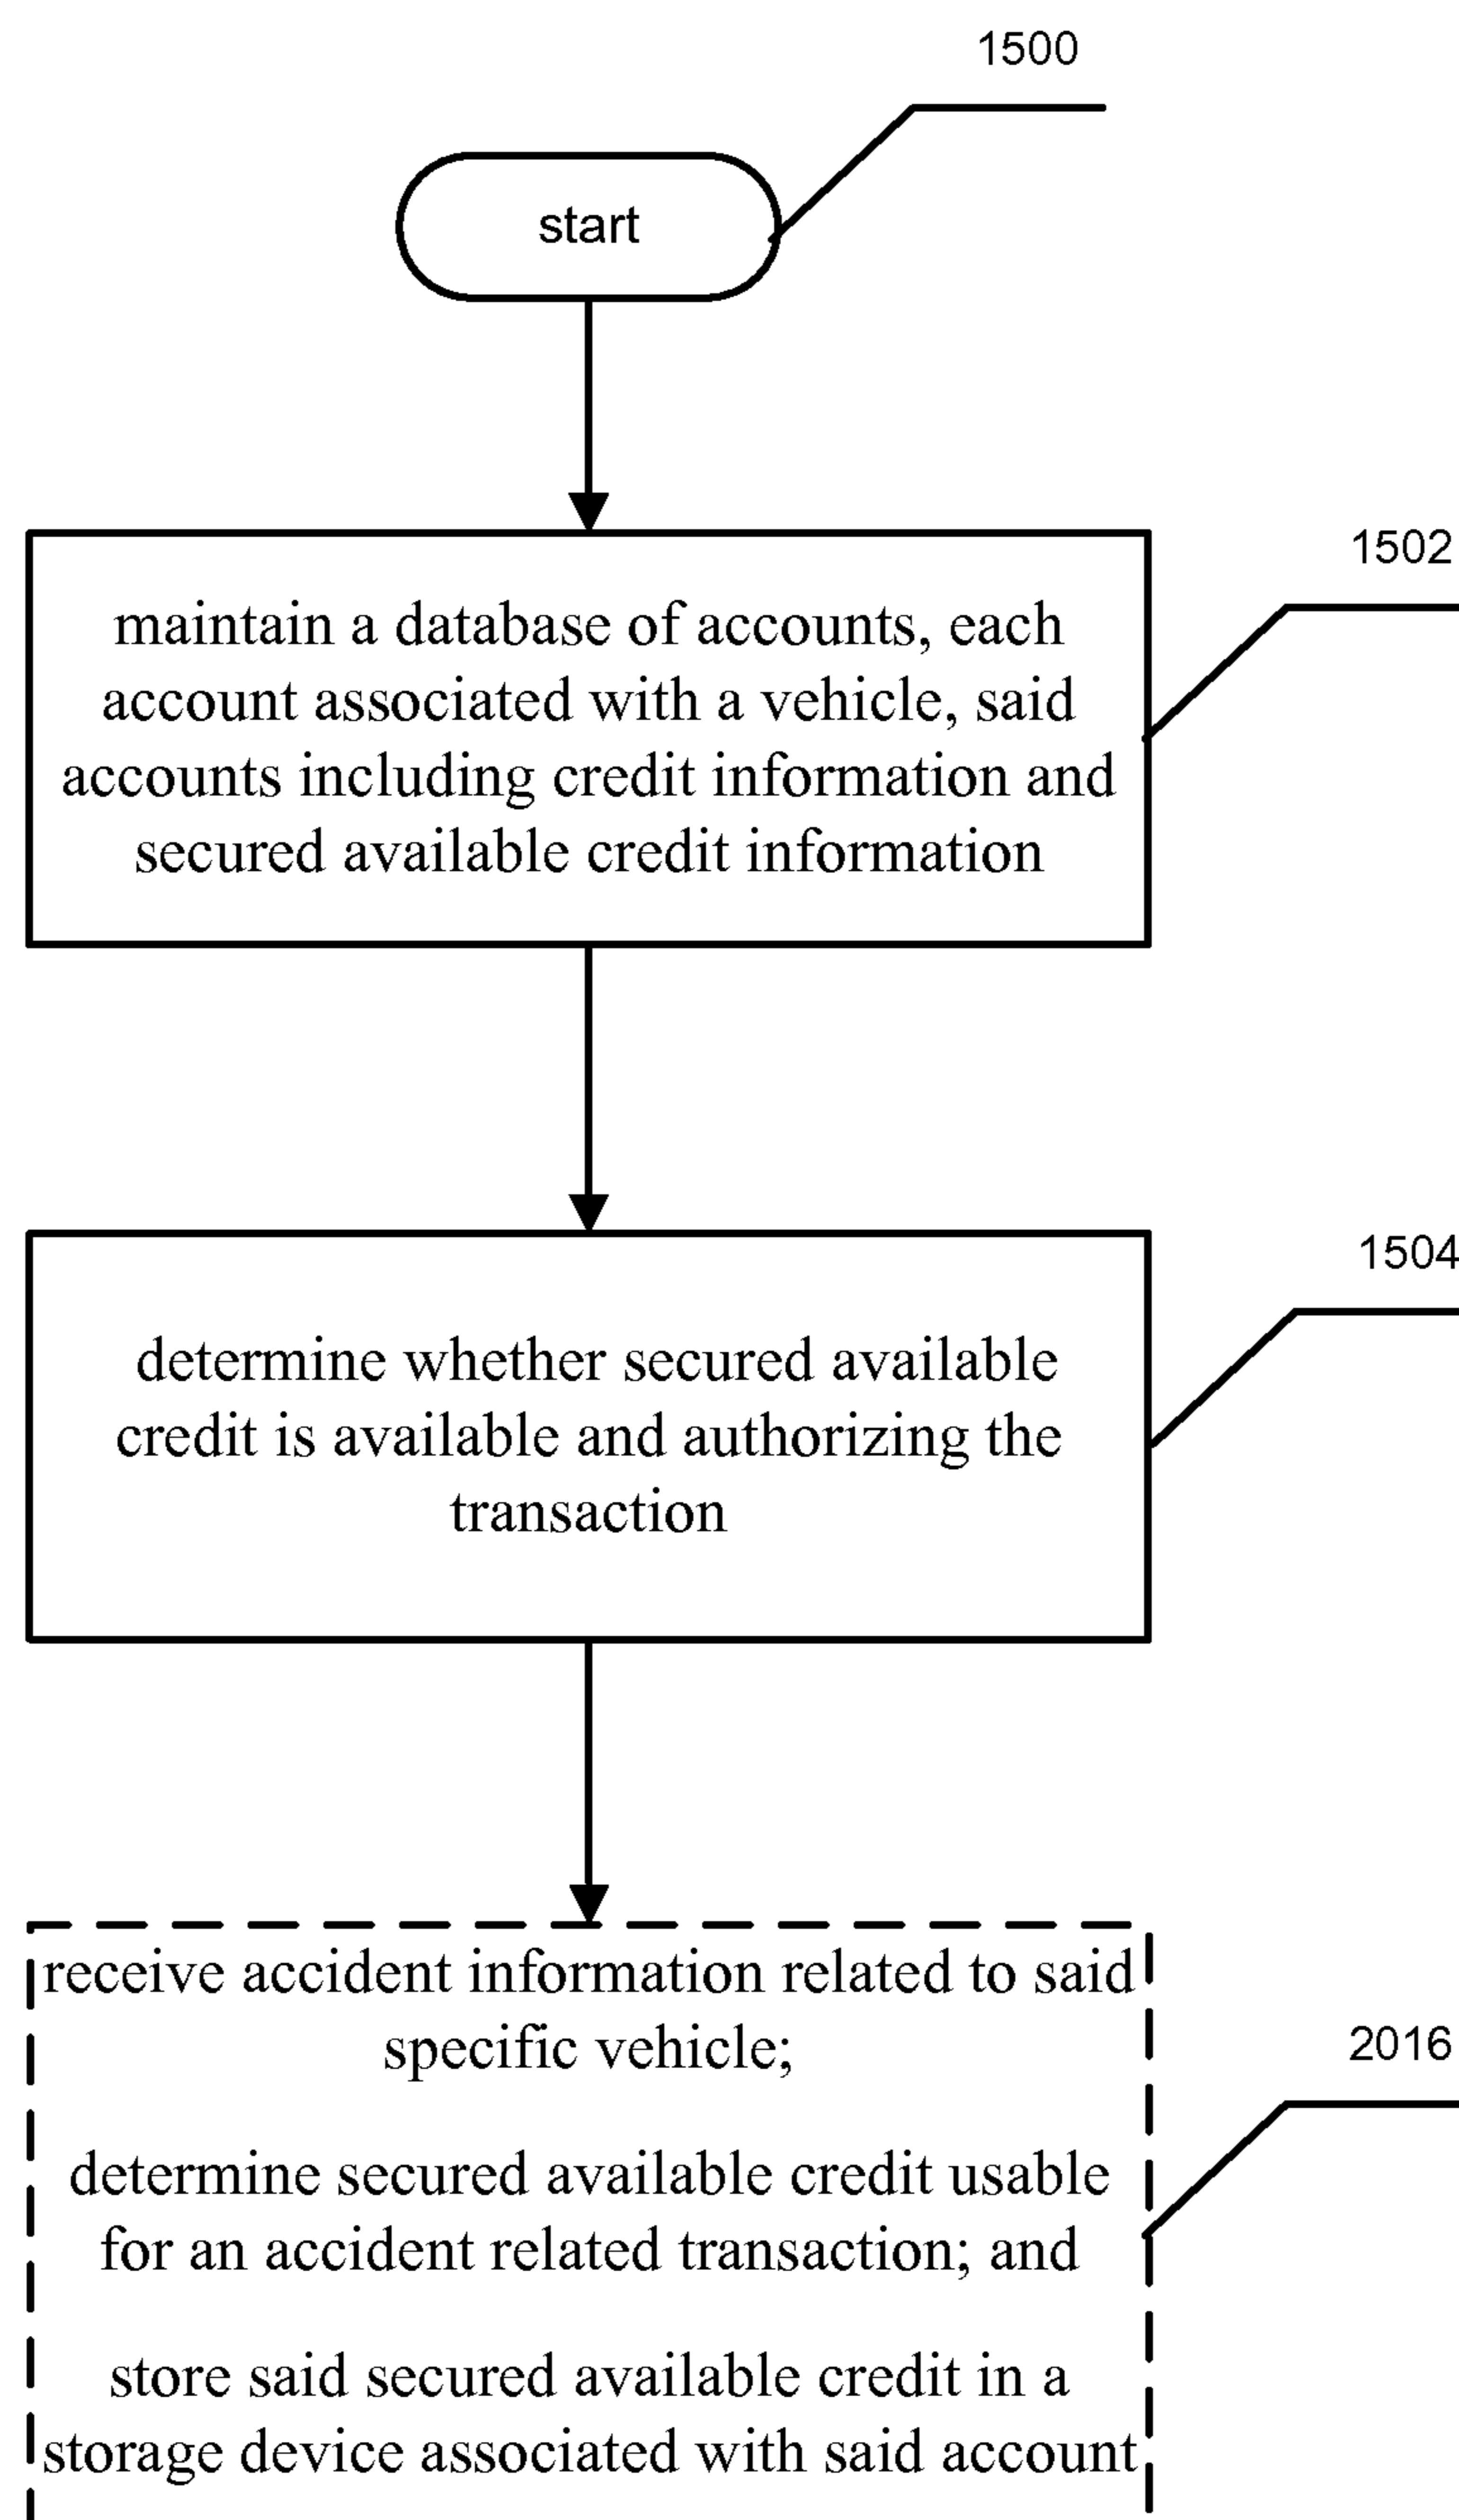 1500
start
1502
maintain a database of accounts, each
account associated with a vehicle, said
accounts including credit information and
secured available credit information
1504
determine whether secured available
credit is available and authorizing the
transaction
receive accident information related to said
specific vehicle;
2016
determine secured available credit usable
for an accident related transaction; and
store said secured available credit in a
storage device associated with said account